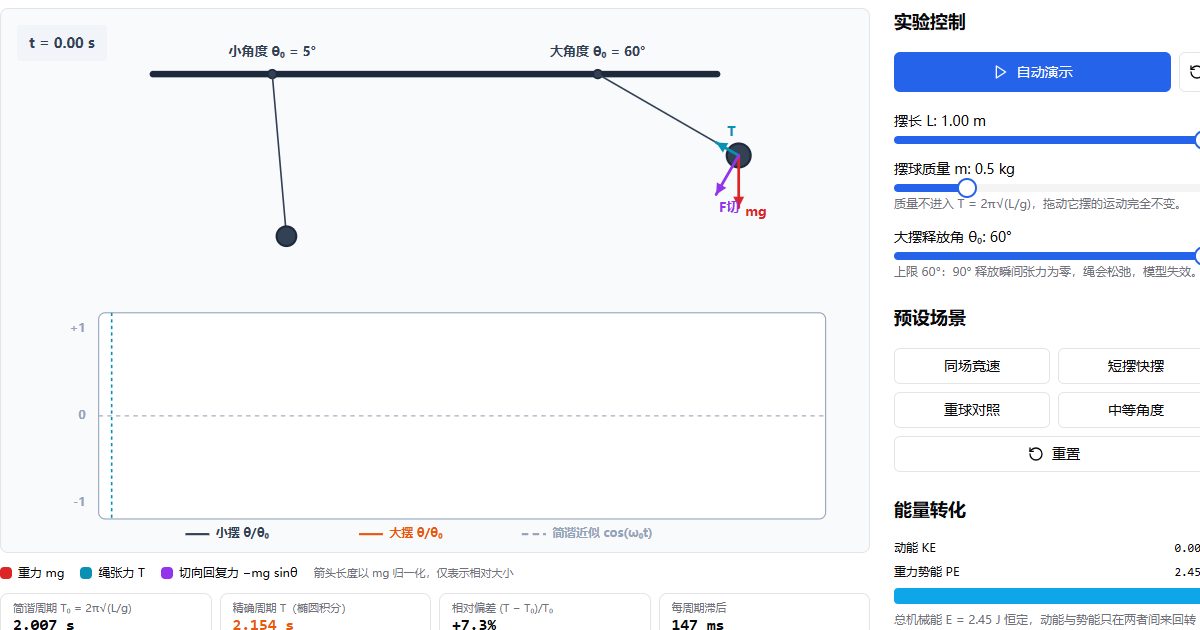 t = 0.00 s
小角度 θ₀ = 5°
大角度 θ₀ = 60°
T
F切
mg
+1
0
-1
小摆 θ/θ₀
大摆 θ/θ₀
简谐近似 cos(ω₀t)
重力 mg
绳张力 T
切向回复力 −mg sinθ
箭头长度以 mg 归一化，仅表示相对大小
简谐周期 T₀ = 2π√(L/g)
2.007 s
精确周期 T（椭圆积分）
2.154 s
相对偏差 (T − T₀)/T₀
+7.3%
每周期滞后
147 ms
实验控制
自动演示
摆长 L: 1.00 m
摆球质量 m: 0.5 kg
质量不进入 T = 2π√(L/g)，拖动它摆的运动完全不变。
大摆释放角 θ₀: 60°
上限 60°：90° 释放瞬间张力为零，绳会松弛，模型失效。
预设场景
同场竞速
短摆快摆
重球对照
中等角度
重置
能量转化
动能 KE
0.00
重力势能 PE
2.45
总机械能 E = 2.45 J 恒定，动能与势能只在两者间来回转